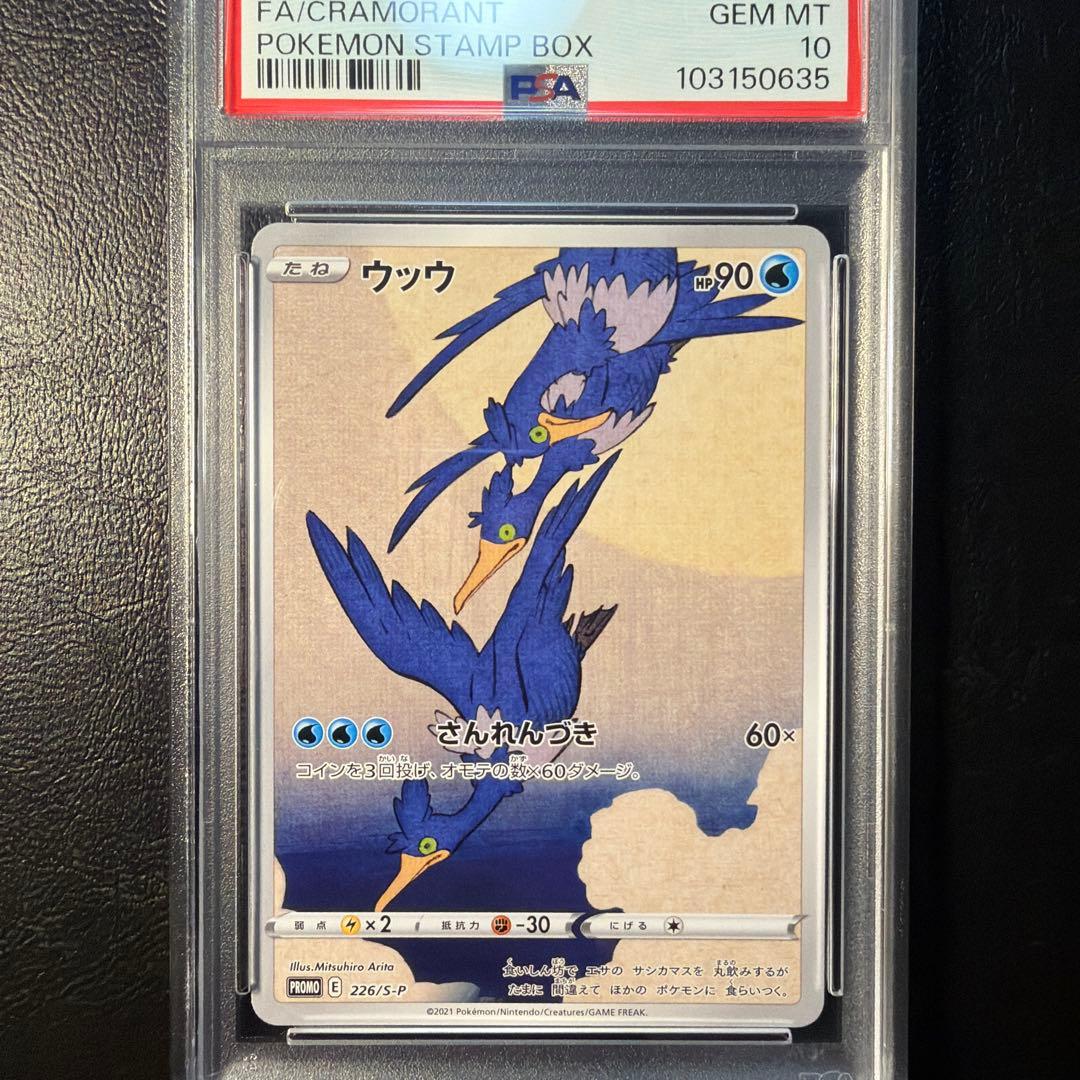 FA/CRAMORANT GEM MT
POKEMON STAMP BOX 10
PSA 103150635
たね ウッウ HP90
さんれんづき 60×
コインを3回投げ、オモテの数×60ダメージ。
弱点 ×2 抵抗力 -30 にげる
Illus.Mitsuhiro Arita
PROMO E 226/S-P
食いしん坊で エサの サシカマスを 丸飲みするが
たまに 間違えて ほかの ポケモンに 食らいつく。
©2021 Pokémon/Nintendo/Creatures/GAME FREAK.